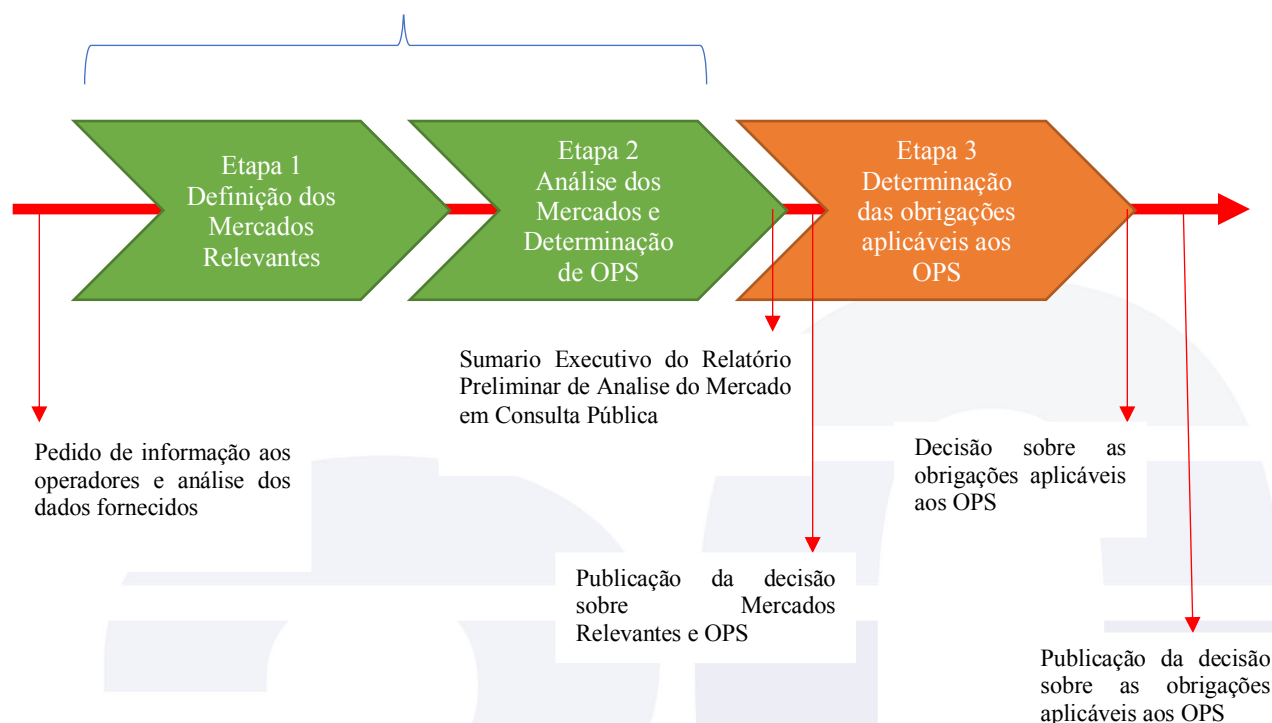 Etapa 1
Definição dos
Mercados
Relevantes
Etapa 2
Análise dos
Mercados e
Determinação
de OPS
Etapa 3
Determinação
das obrigações
aplicáveis aos
OPS
Sumario Executivo do Relatório
Preliminar de Analise do Mercado
em Consulta Pública
Pedido de informação aos
operadores e análise dos
dados fornecidos
Decisão sobre as
obrigações aplicáveis
aos OPS
Publicação da decisão
sobre Mercados
Relevantes e OPS
Publicação da decisão
sobre as obrigações
aplicáveis aos OPS